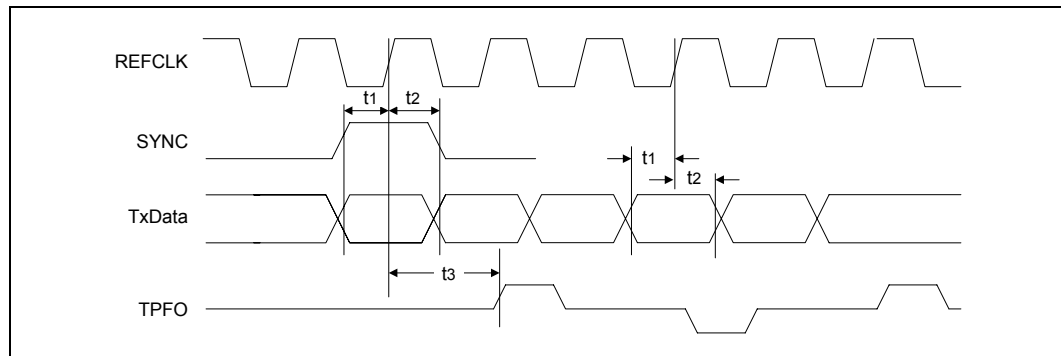 REFCLK
t1 t2
SYNC
t1
t2
TxData
t3
TPFO